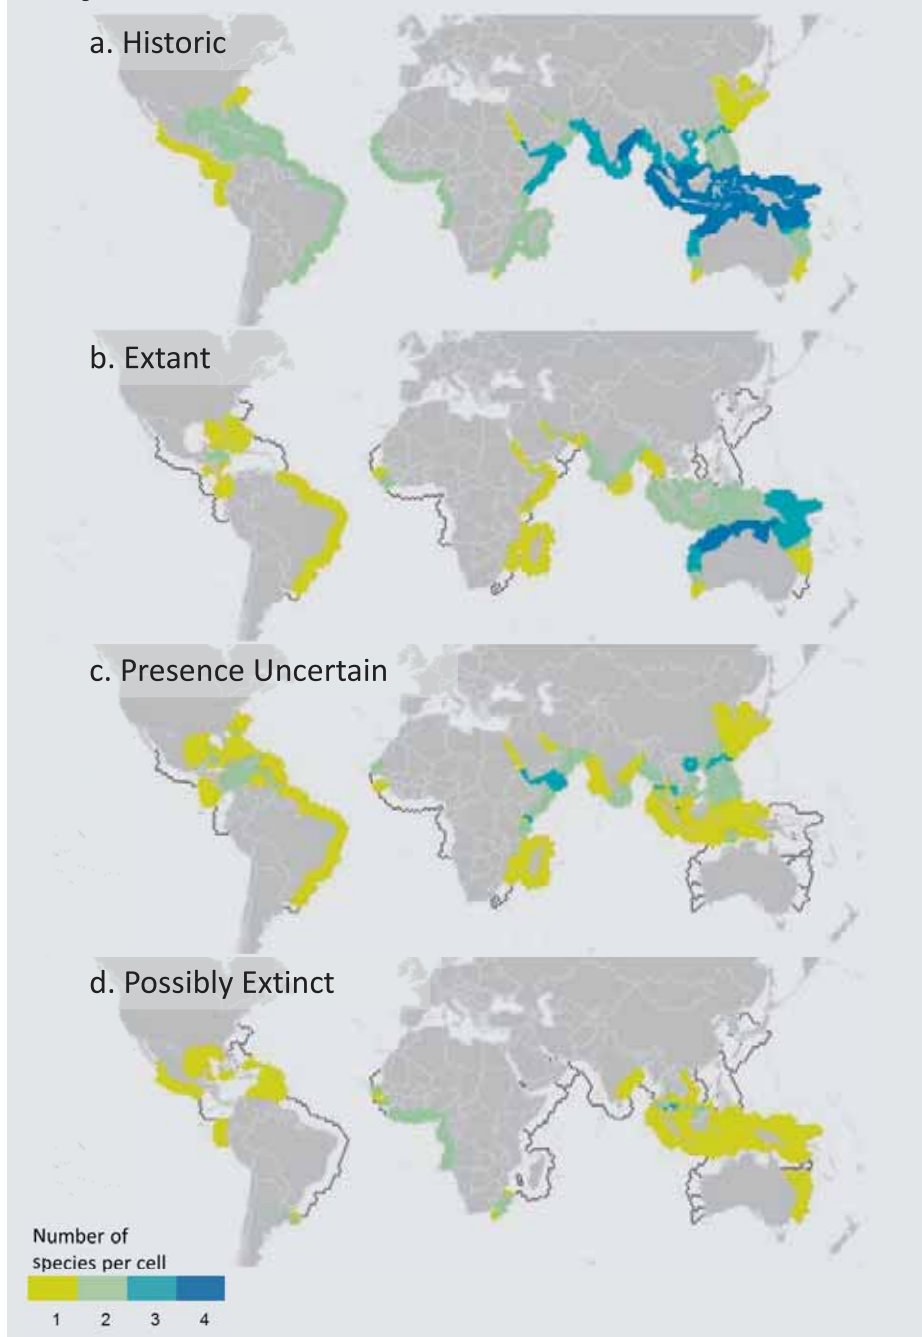 a. Historic
b. Extant
c. Presence Uncertain
d. Possibly Extinct
Number of
species per cell
1 2 3 4